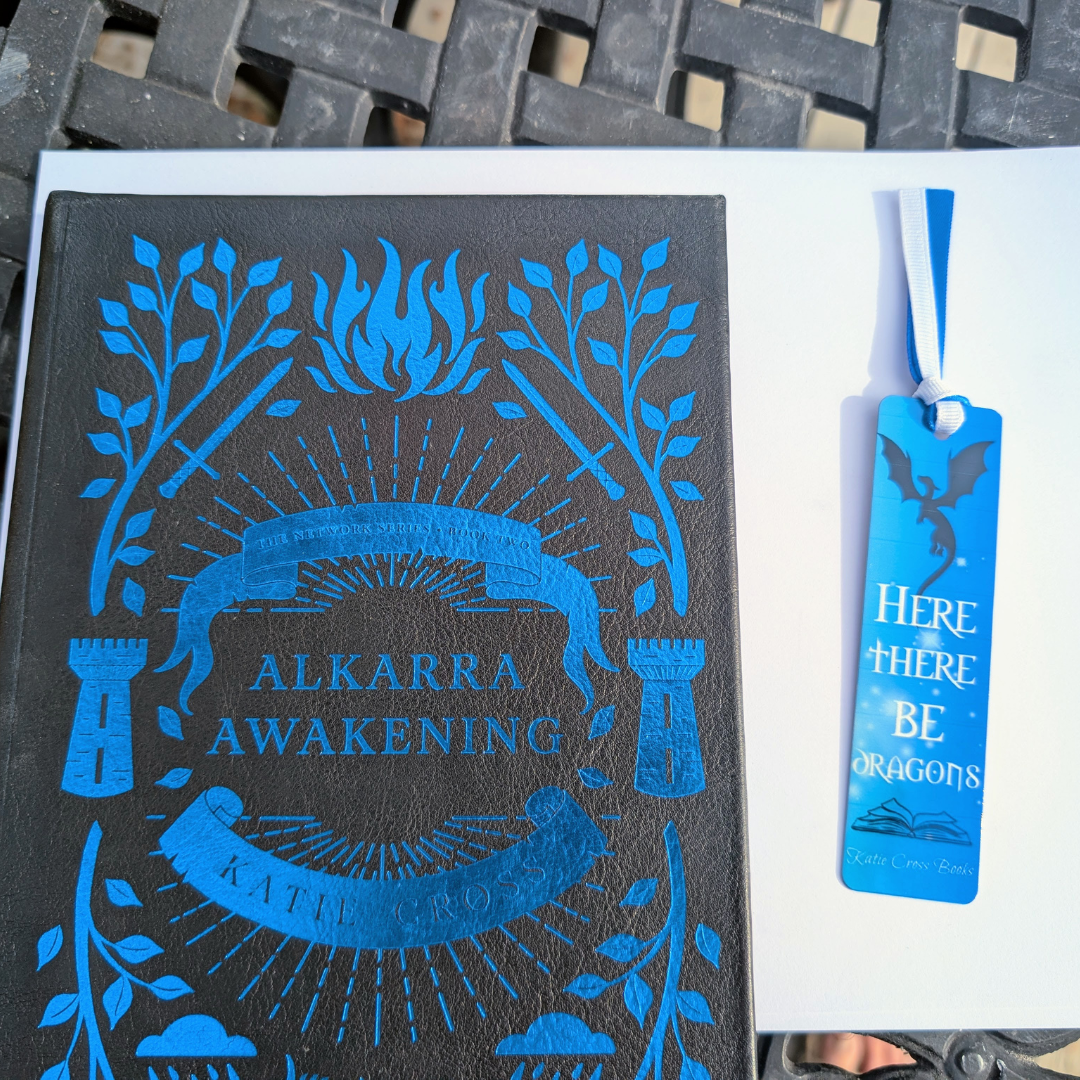 THE NETWORK SERIES · BOOK TWO
ALKARRA
AWAKENING
KATIE CROSS
HERE
THERE
BE
DRAGONS
Katie Cross Books